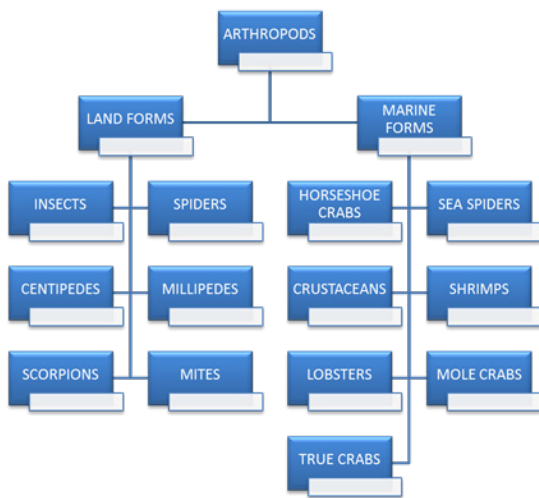 ARTHROPODS
LAND FORMS
MARINE
FORMS
INSECTS
SPIDERS
HORSESHOE
CRABS
SEA SPIDERS
CENTIPEDES
MILLIPEDES
CRUSTACEANS
SHRIMPS
SCORPIONS
MITES
LOBSTERS
MOLE CRABS
TRUE CRABS